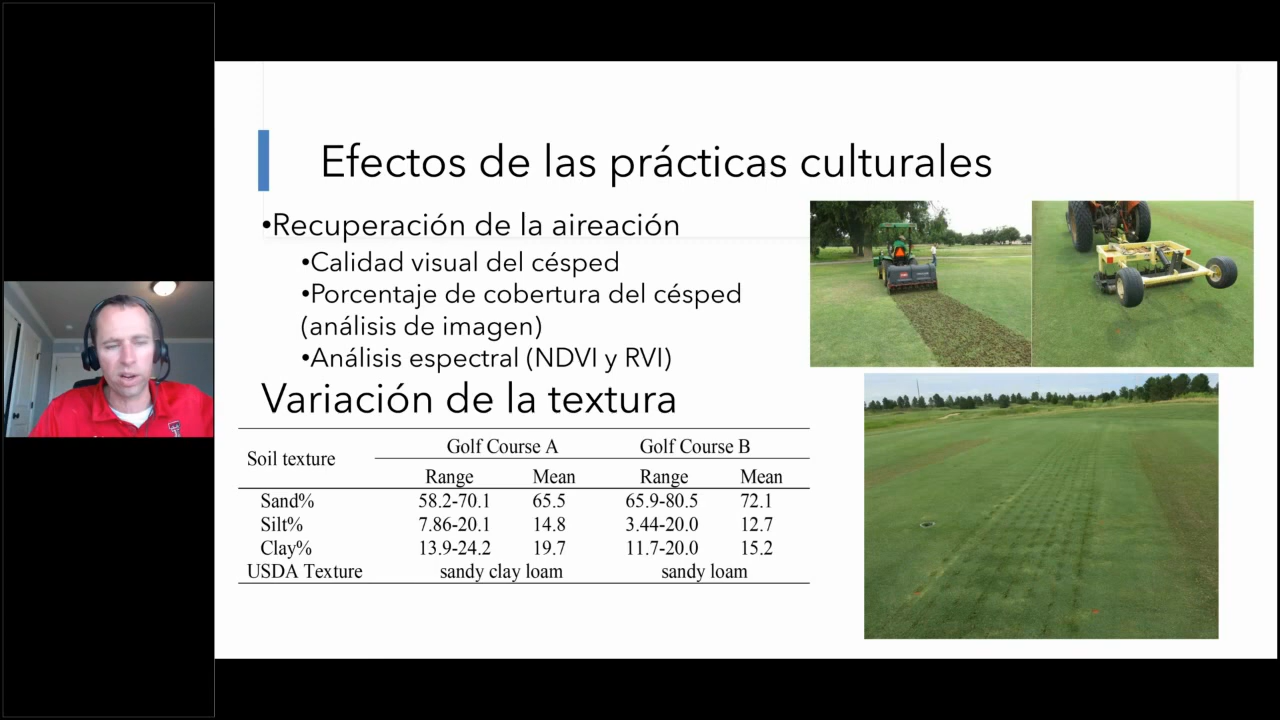 Efectos de las prácticas culturales
•Recuperación de la aireación
•Calidad visual del césped
•Porcentaje de cobertura del césped
(análisis de imagen)
•Análisis espectral (NDVI y RVI)
Variación de la textura
Soil texture Golf Course A Golf Course B
Range Mean Range Mean
Sand% 58.2-70.1 65.5 65.9-80.5 72.1
Silt% 7.86-20.1 14.8 3.44-20.0 12.7
Clay% 13.9-24.2 19.7 11.7-20.0 15.2
USDA Texture sandy clay loam sandy loam